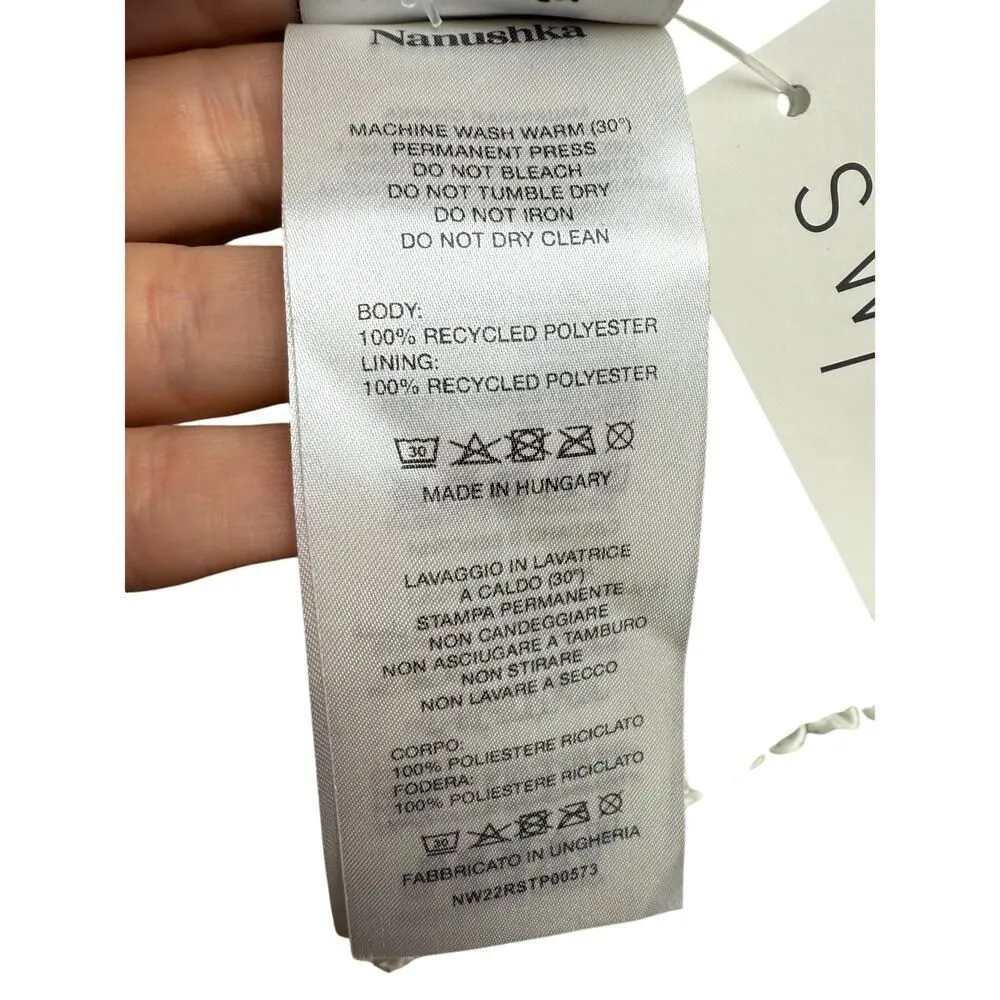 Nanushka
MACHINE WASH WARM (30°)
PERMANENT PRESS
DO NOT BLEACH
DO NOT TUMBLE DRY
DO NOT IRON
DO NOT DRY CLEAN
BODY:
100% RECYCLED POLYESTER
LINING:
100% RECYCLED POLYESTER
30
MADE IN HUNGARY
LAVAGGIO IN LAVATRICE
A CALDO (30°)
STAMPA PERMANENTE
NON CANDEGGIARE
NON ASCIUGARE A TAMBURO
NON STIRARE
NON LAVARE A SECCO
CORPO:
100% POLIESTERE RICICLATO
FODERA:
100% POLIESTERE RICICLATO
30
FABBRICATO IN UNGHERIA
NW22RSTP00573